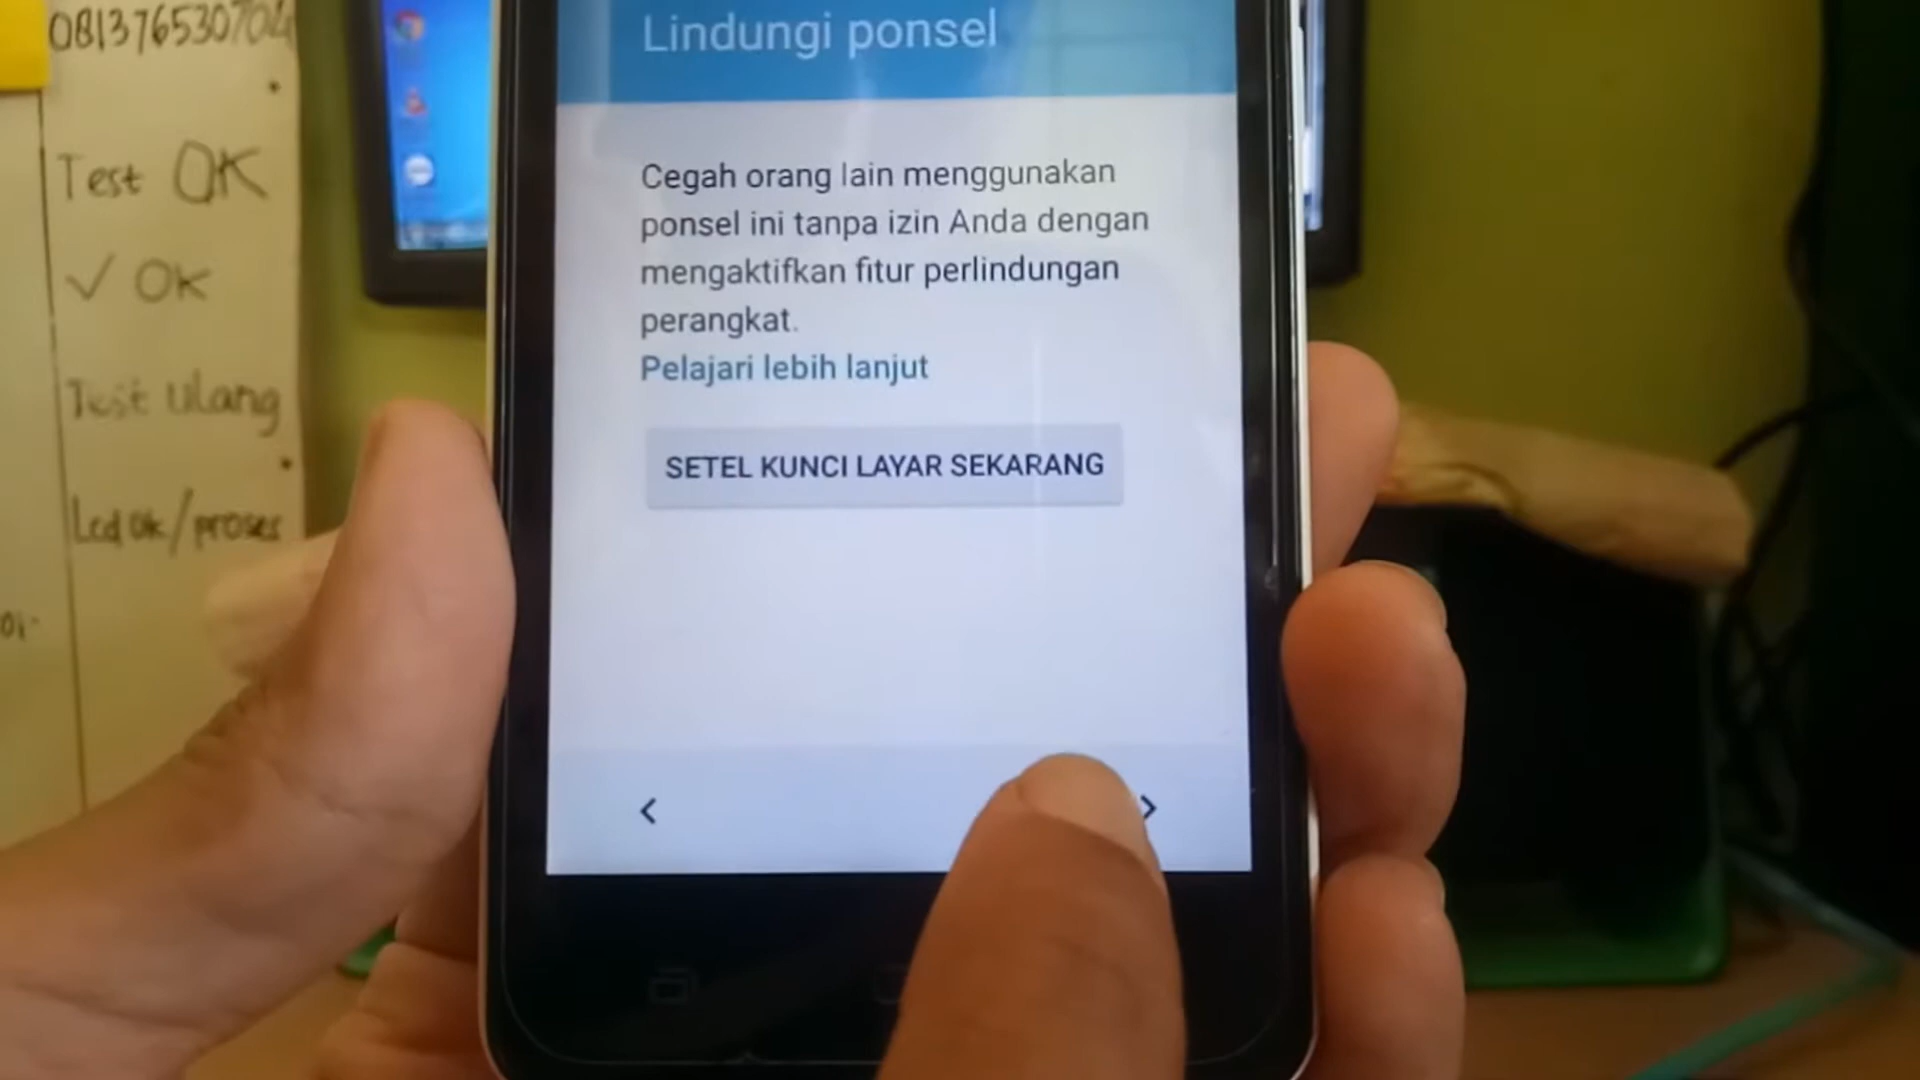 Lindungi ponsel
Cegah orang lain menggunakan
ponsel ini tanpa izin Anda dengan
mengaktifkan fitur perlindungan
perangkat.
Pelajari lebih lanjut
SETEL KUNCI LAYAR SEKARANG
Test OK
✓ OK
Test ulang
Lcd Ok/proses